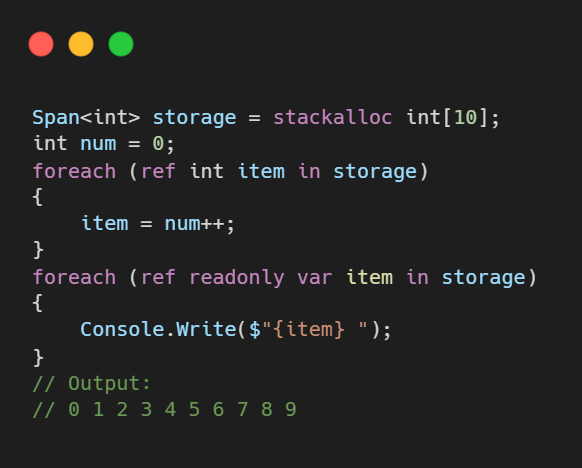 Span<int> storage = stackalloc int[10];
int num = 0;
foreach (ref int item in storage)
{
    item = num++;
}
foreach (ref readonly var item in storage)
{
    Console.Write($"{item} ");
}
// Output:
// 0 1 2 3 4 5 6 7 8 9